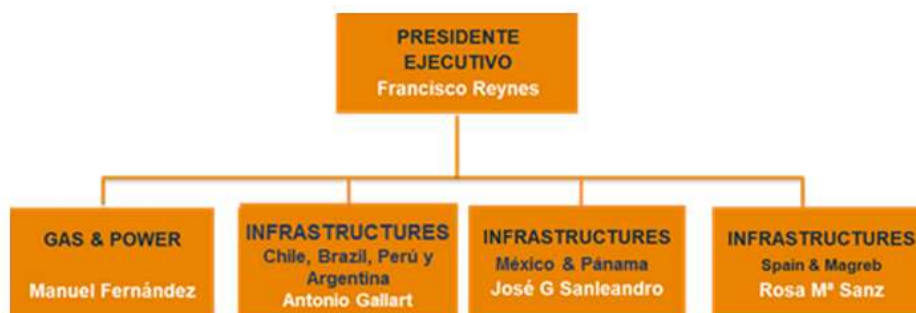 PRESIDENTE
EJECUTIVO
Francisco Reynes
GAS & POWER
Manuel Fernández
INFRASTRUCTURES
Chile, Brazil, Perú y
Argentina
Antonio Gallart
INFRASTRUCTURES
México & Pánama
José G Sanleandro
INFRASTRUCTURES
Spain & Magreb
Rosa Mª Sanz